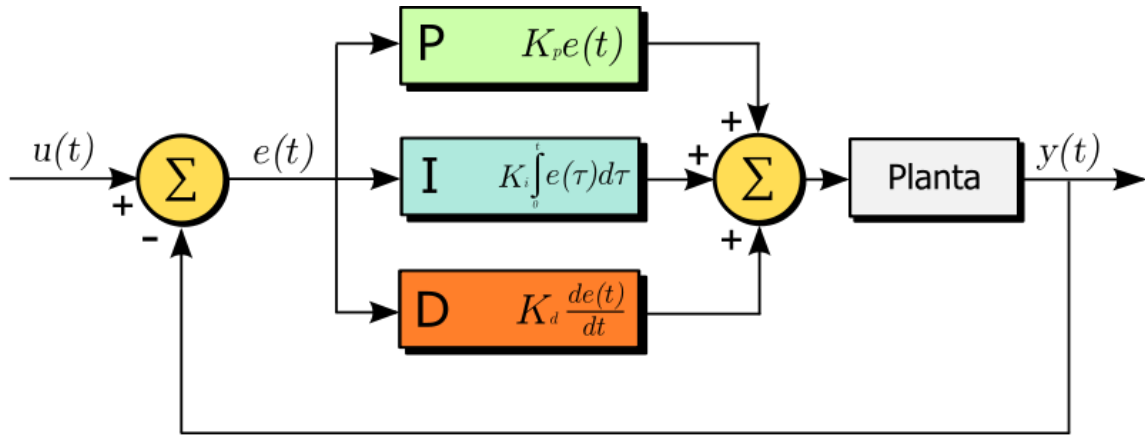 P K_p e(t)
+
u(t)
Σ
e(t)
I K_i ∫_0^t e(τ)dτ
+
Σ
Planta
y(t)
+
-
+
D K_d de(t)/dt